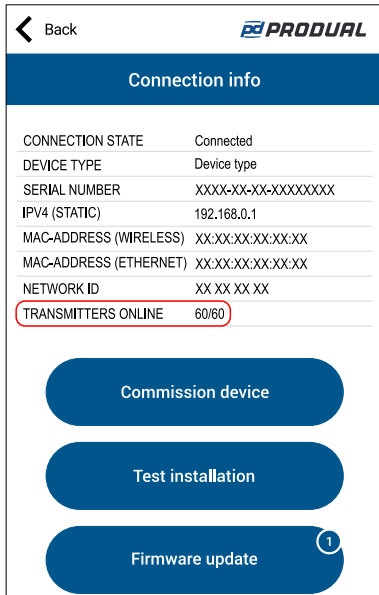 Back
pd PRODUAL
Connection info
CONNECTION STATE Connected
DEVICE TYPE Device type
SERIAL NUMBER XXXX-XX-XX-XXXXXXXX
IPV4 (STATIC) 192.168.0.1
MAC-ADDRESS (WIRELESS) XX:XX:XX:XX:XX:XX
MAC-ADDRESS (ETHERNET) XX:XX:XX:XX:XX:XX
NETWORK ID XX XX XX XX
TRANSMITTERS ONLINE 60/60
Commission device
Test installation
1
Firmware update